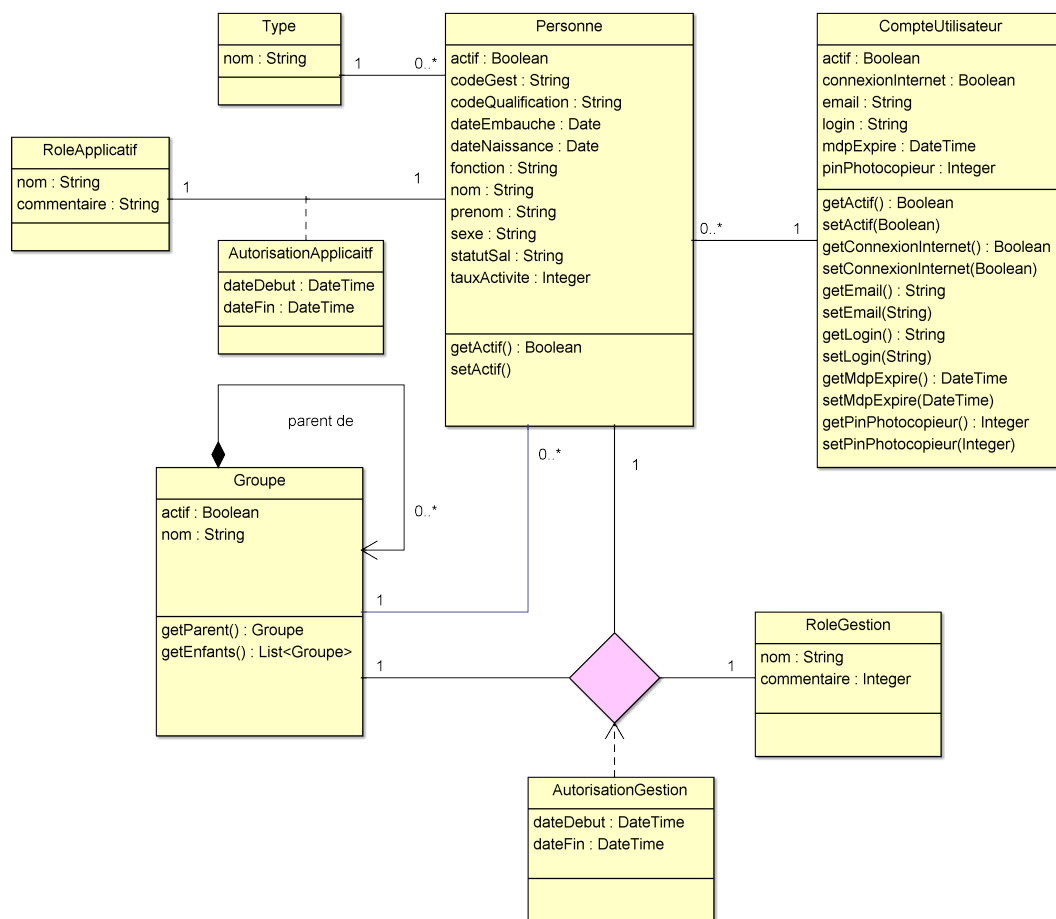 Type
nom : String
1
0..*
Personne
actif : Boolean
codeGest : String
codeQualification : String
dateEmbauche : Date
dateNaissance : Date
fonction : String
nom : String
prenom : String
sexe : String
statutSal : String
tauxActivite : Integer
getActif() : Boolean
setActif()
CompteUtilisateur
actif : Boolean
connexionInternet : Boolean
email : String
login : String
mdpExpire : DateTime
pinPhotocopieur : Integer
getActif() : Boolean
setActif(Boolean)
getConnexionInternet() : Boolean
setConnexionInternet(Boolean)
getEmail() : String
setEmail(String)
getLogin() : String
setLogin(String)
getMdpExpire() : DateTime
setMdpExpire(DateTime)
getPinPhotocopieur() : Integer
setPinPhotocopieur(Integer)
0..*
1
RoleApplicatif
nom : String
commentaire : String
1
1
AutorisationApplicaitf
dateDebut : DateTime
dateFin : DateTime
parent de
0..*
Groupe
actif : Boolean
nom : String
getParent() : Groupe
getEnfants() : List<Groupe>
0..*
1
1
1
1
RoleGestion
nom : String
commentaire : Integer
AutorisationGestion
dateDebut : DateTime
dateFin : DateTime